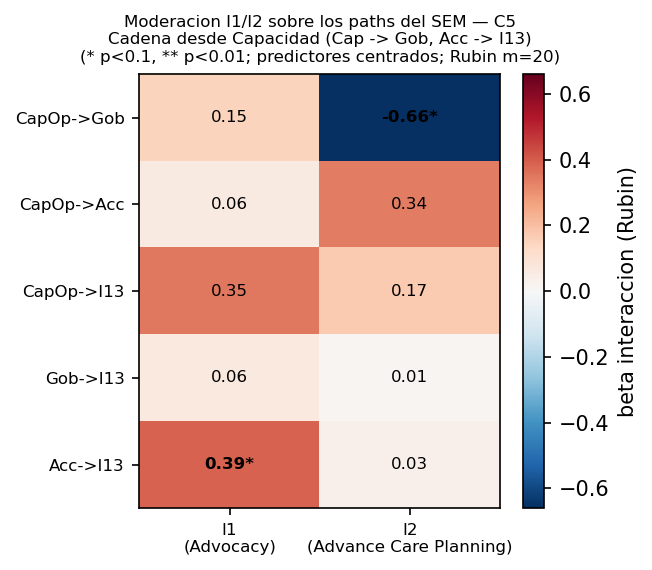 Moderacion I1/I2 sobre los paths del SEM — C5
Cadena desde Capacidad (Cap -> Gob, Acc -> I13)
(* p<0.1, ** p<0.01; predictores centrados; Rubin m=20)
CapOp->Gob
0.15
-0.66*
CapOp->Acc
0.06
0.34
CapOp->I13
0.35
0.17
Gob->I13
0.06
0.01
Acc->I13
0.39*
0.03
I1
(Advocacy)
I2
(Advance Care Planning)
0.6
0.4
0.2
0.0
−0.2
−0.4
−0.6
beta interaccion (Rubin)